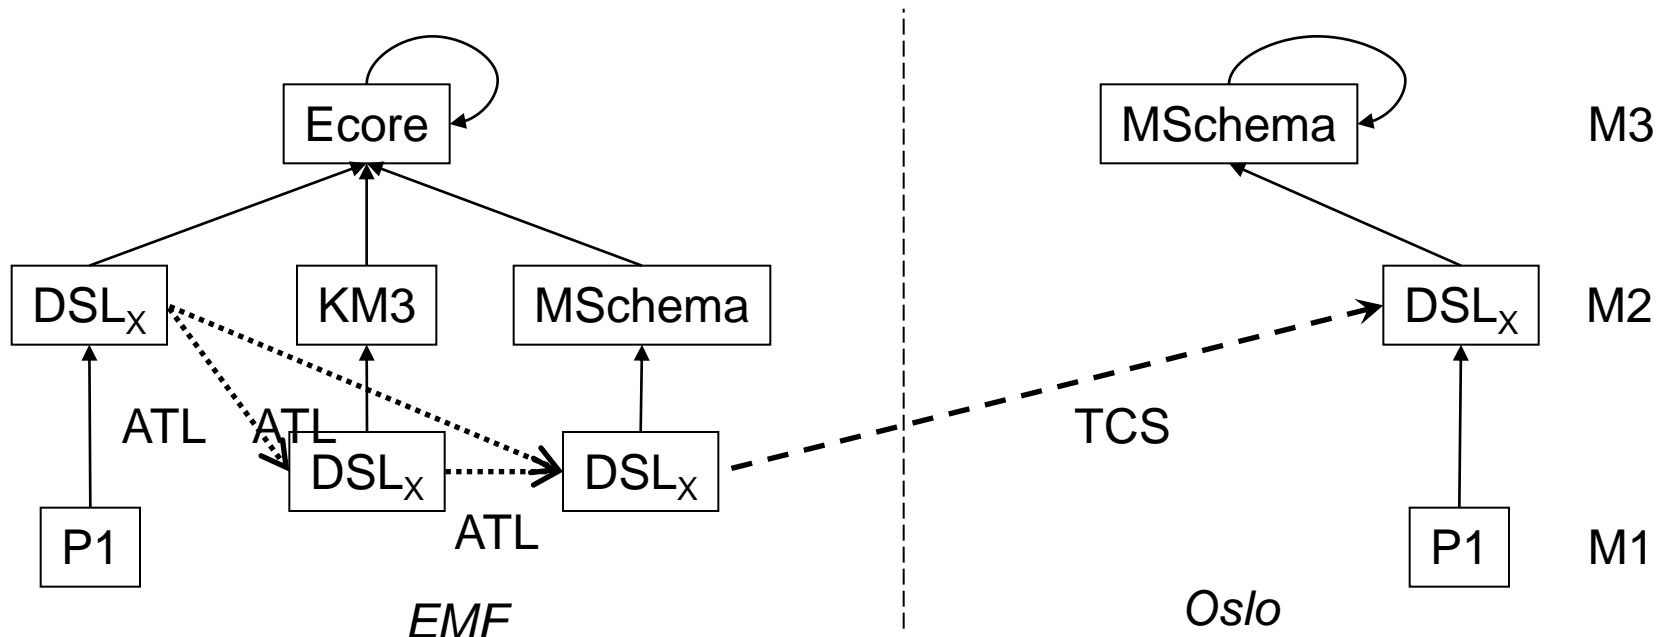 Ecore
MSchema
M3
DSLX
KM3
MSchema
DSLX
M2
ATL
ATL
TCS
DSLX
DSLX
ATL
P1
P1
M1
EMF
Oslo